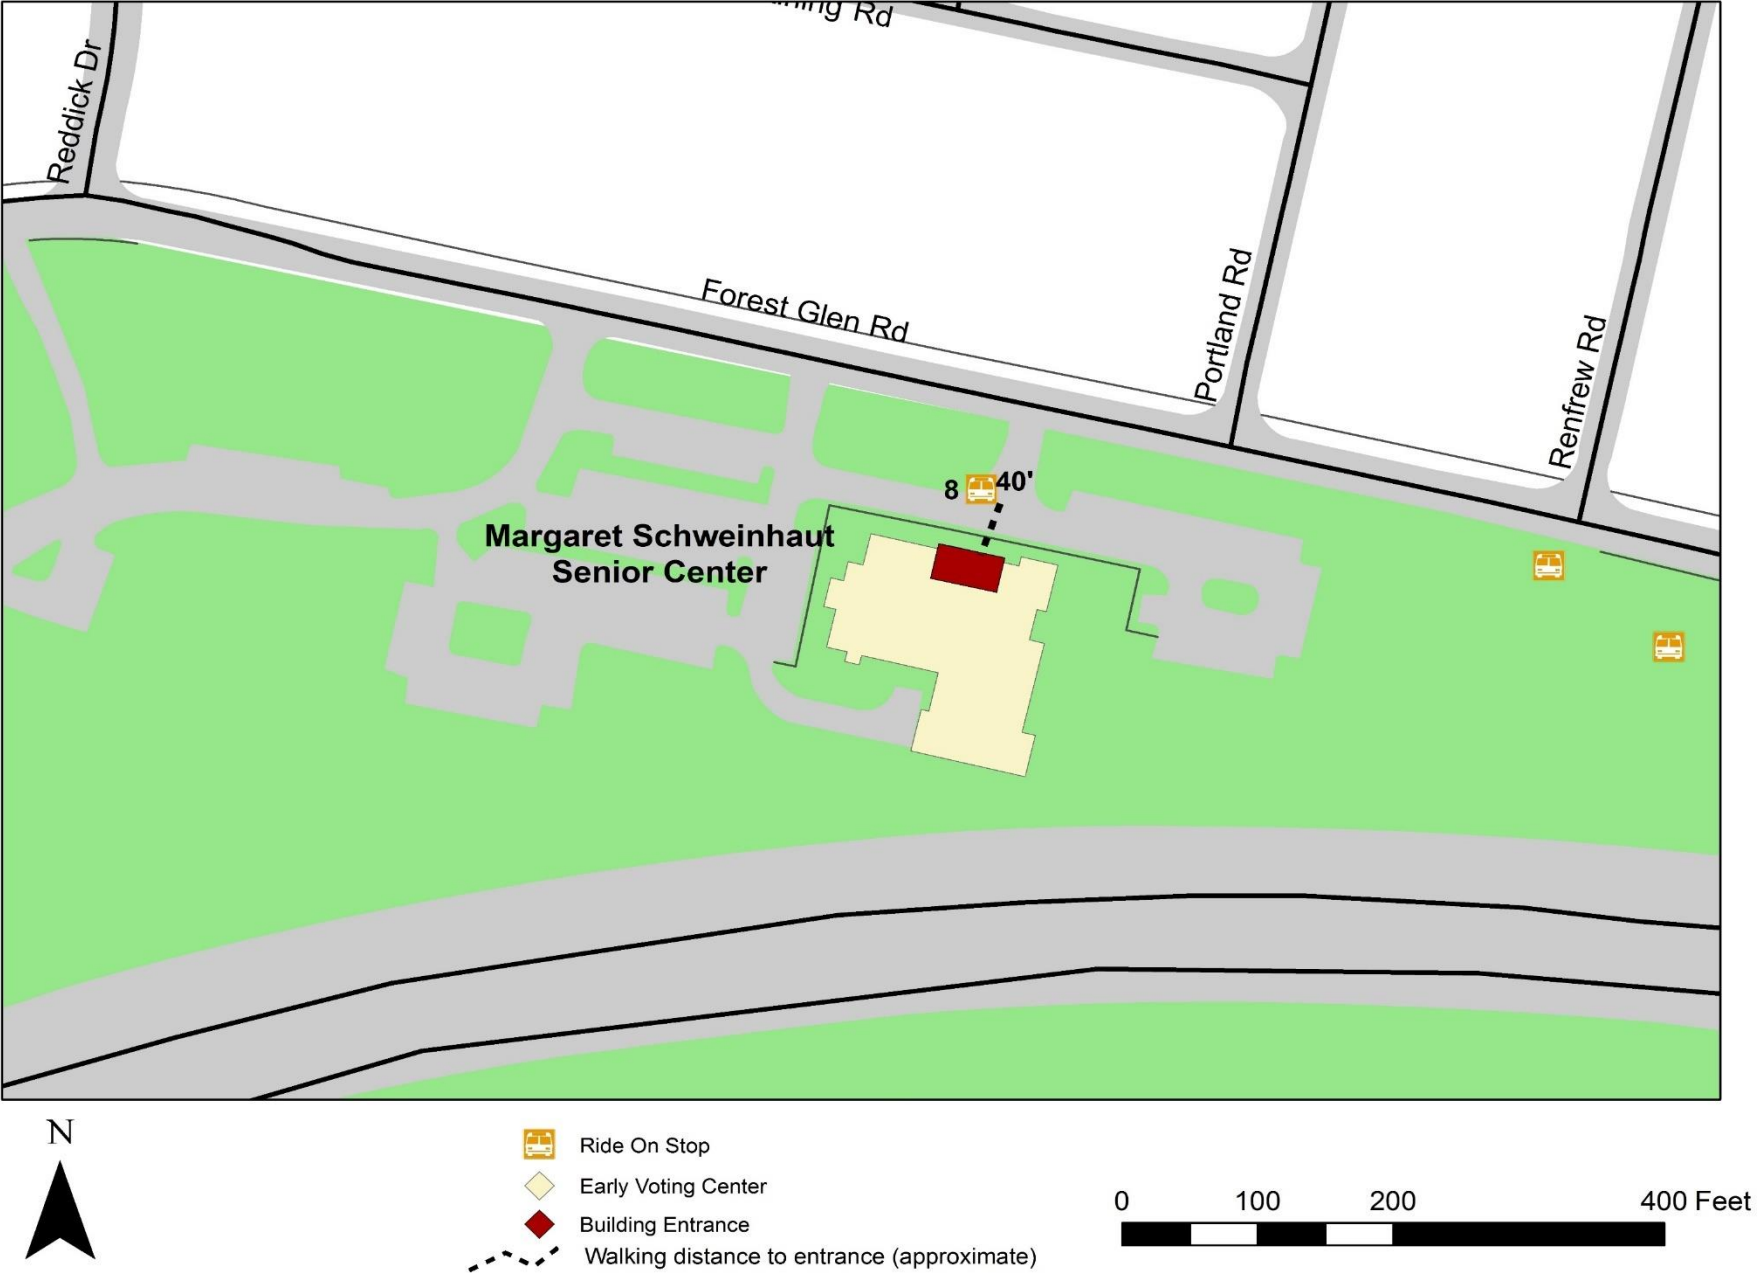 Rd
Reddick Dr
Forest Glen Rd
Portland Rd
Renfrew Rd
8
40'
Margaret Schweinhaut
Senior Center
N
Ride On Stop
Early Voting Center
Building Entrance
Walking distance to entrance (approximate)
0 100 200 400 Feet